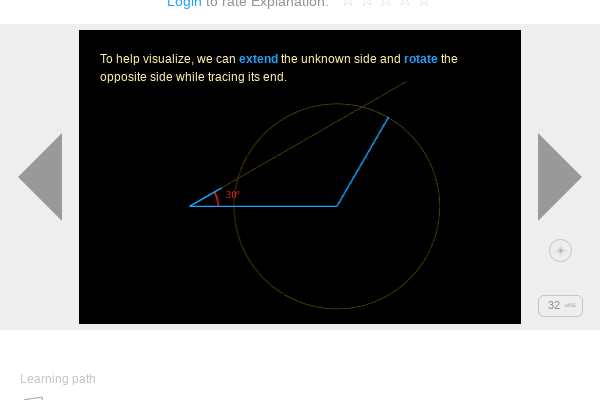 Login to rate Explanation:
To help visualize, we can extend the unknown side and rotate the
opposite side while tracing its end.
30°
32 of55
Learning path